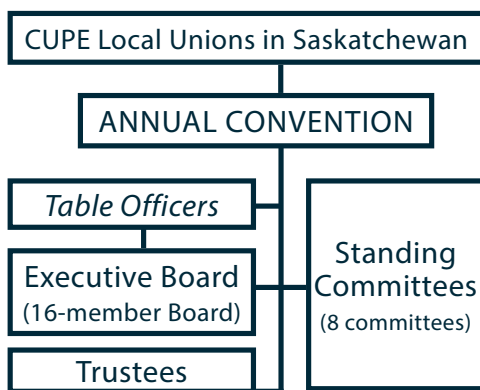 CUPE Local Unions in Saskatchewan
ANNUAL CONVENTION
Table Officers
Executive Board
(16-member Board)
Trustees
Standing
Committees
(8 committees)